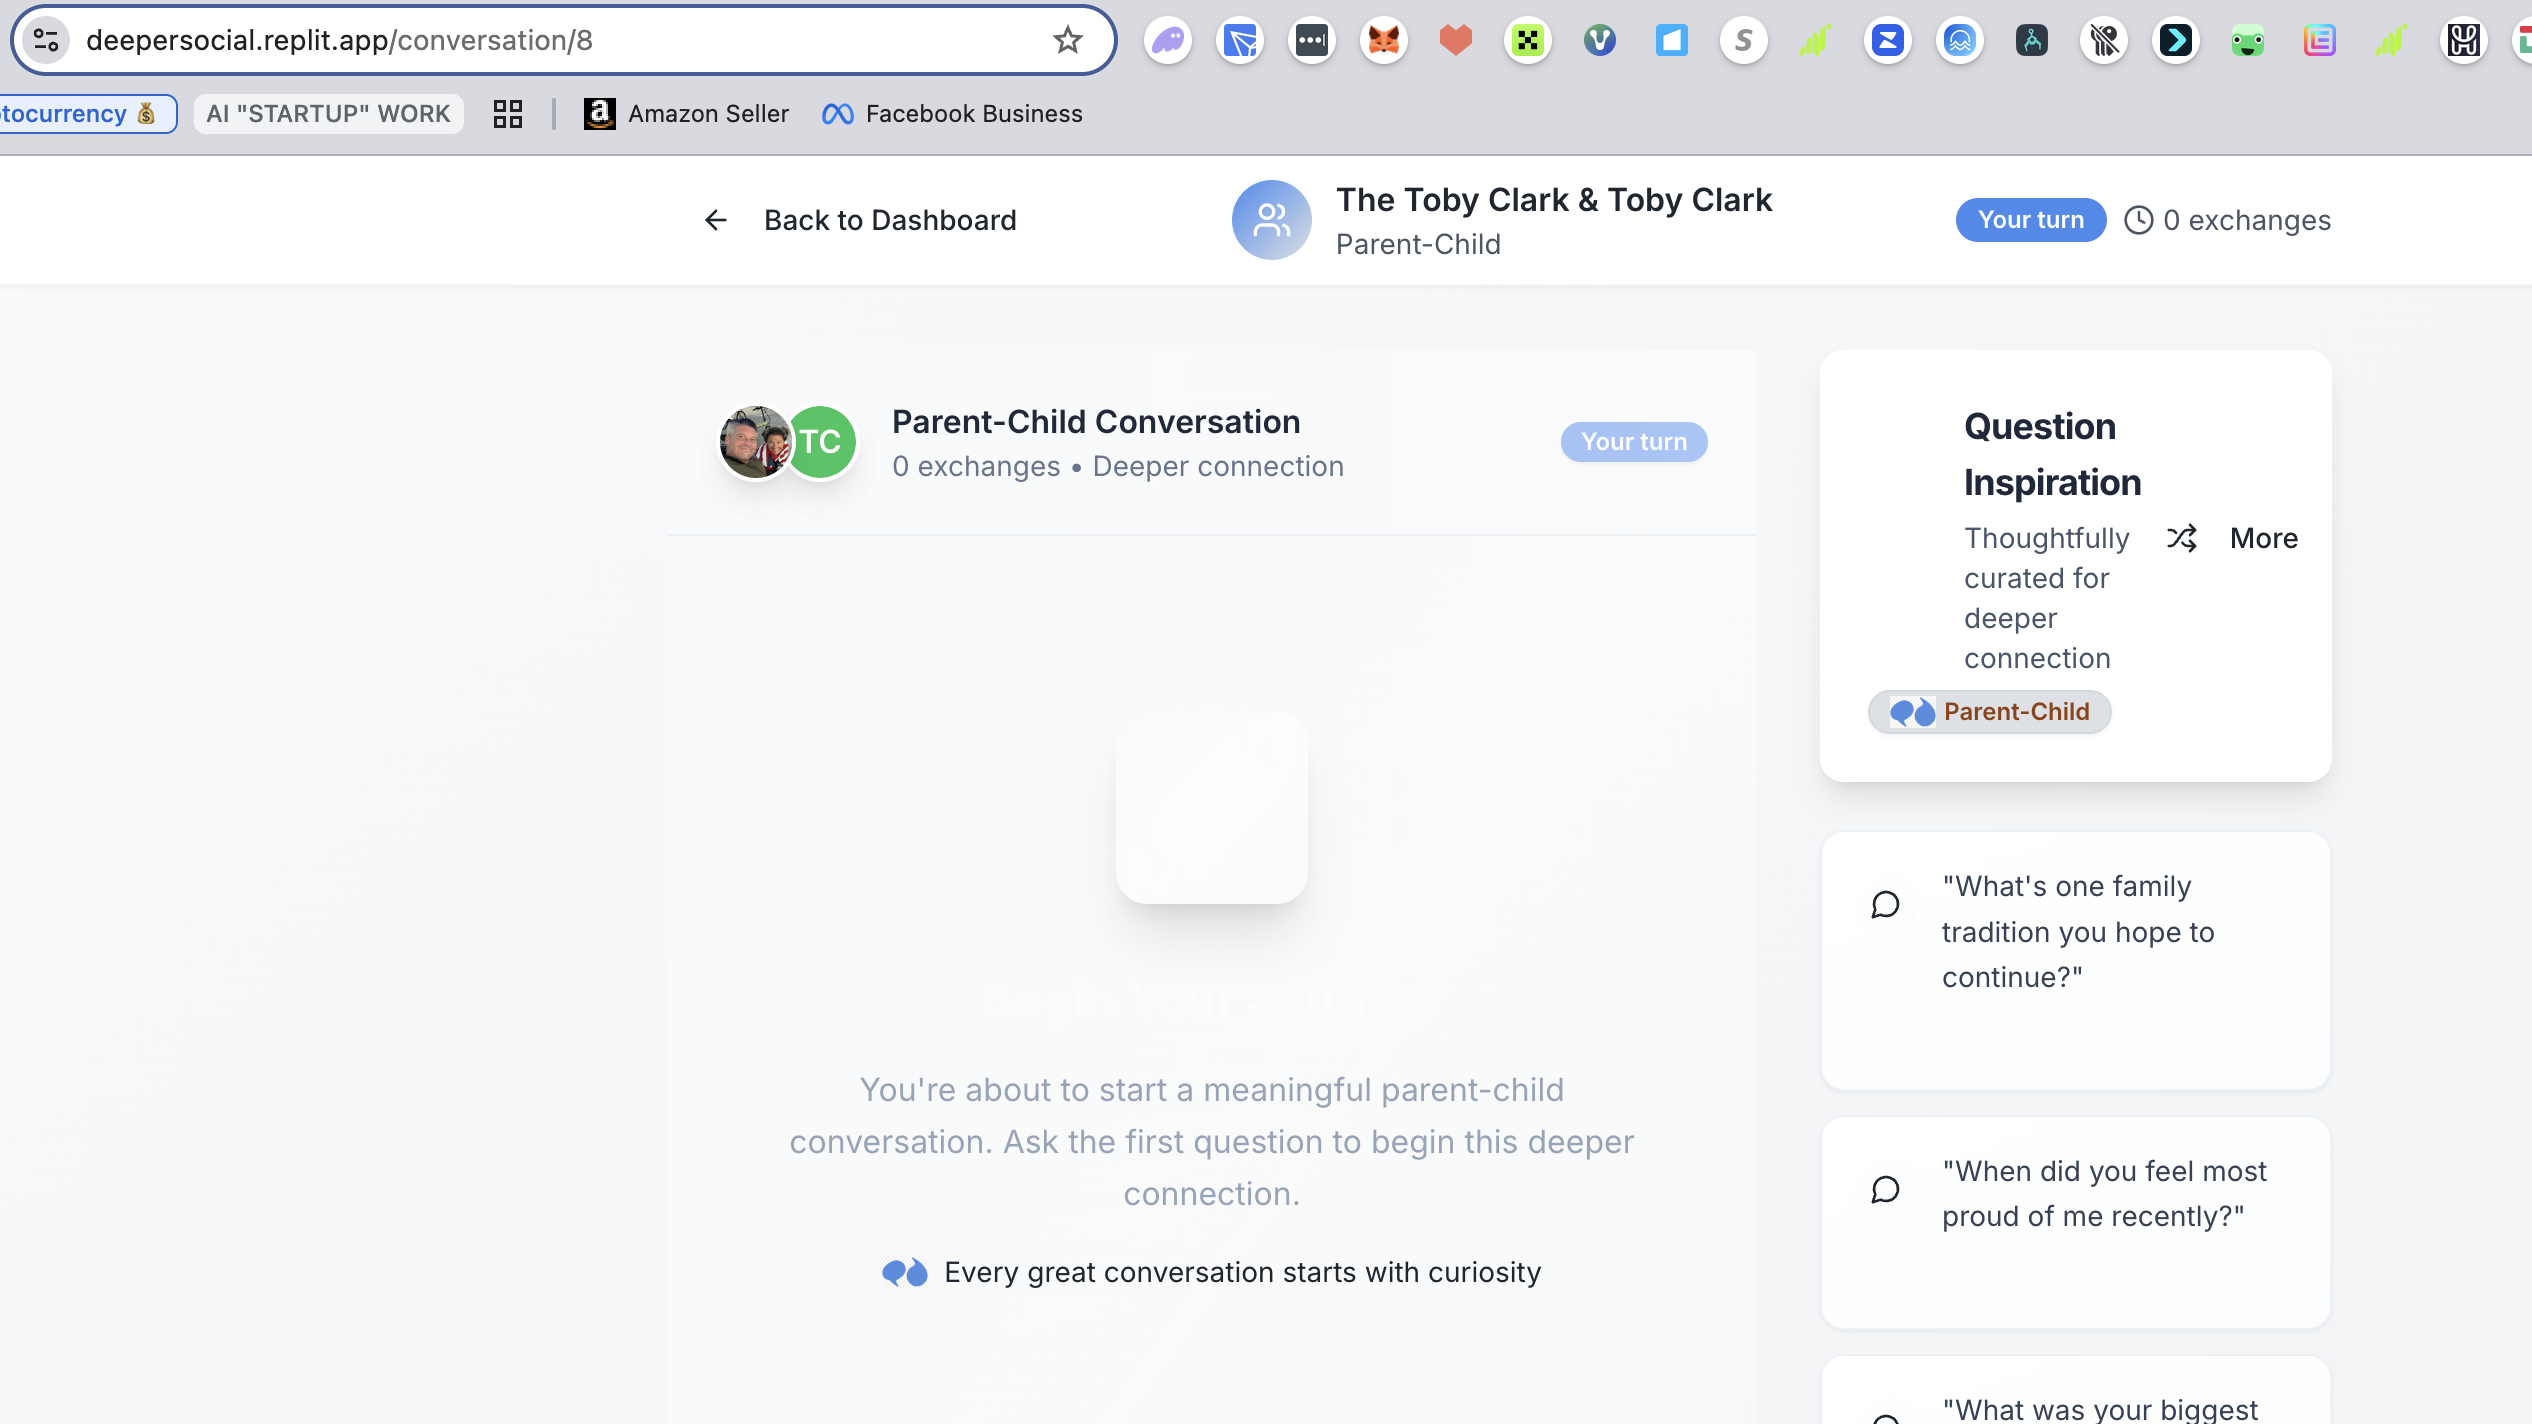 deepersocial.replit.app/conversation/8
tocurrency 💰
AI "STARTUP" WORK
Amazon Seller
Facebook Business
Back to Dashboard
The Toby Clark & Toby Clark
Parent-Child
Your turn
0 exchanges
TC
Parent-Child Conversation
0 exchanges • Deeper connection
Your turn
Begin Your Journey
You're about to start a meaningful parent-child
conversation. Ask the first question to begin this deeper
connection.
Every great conversation starts with curiosity
Question
Inspiration
Thoughtfully
curated for
deeper
connection
More
Parent-Child
"What's one family
tradition you hope to
continue?"
"When did you feel most
proud of me recently?"
"What was your biggest